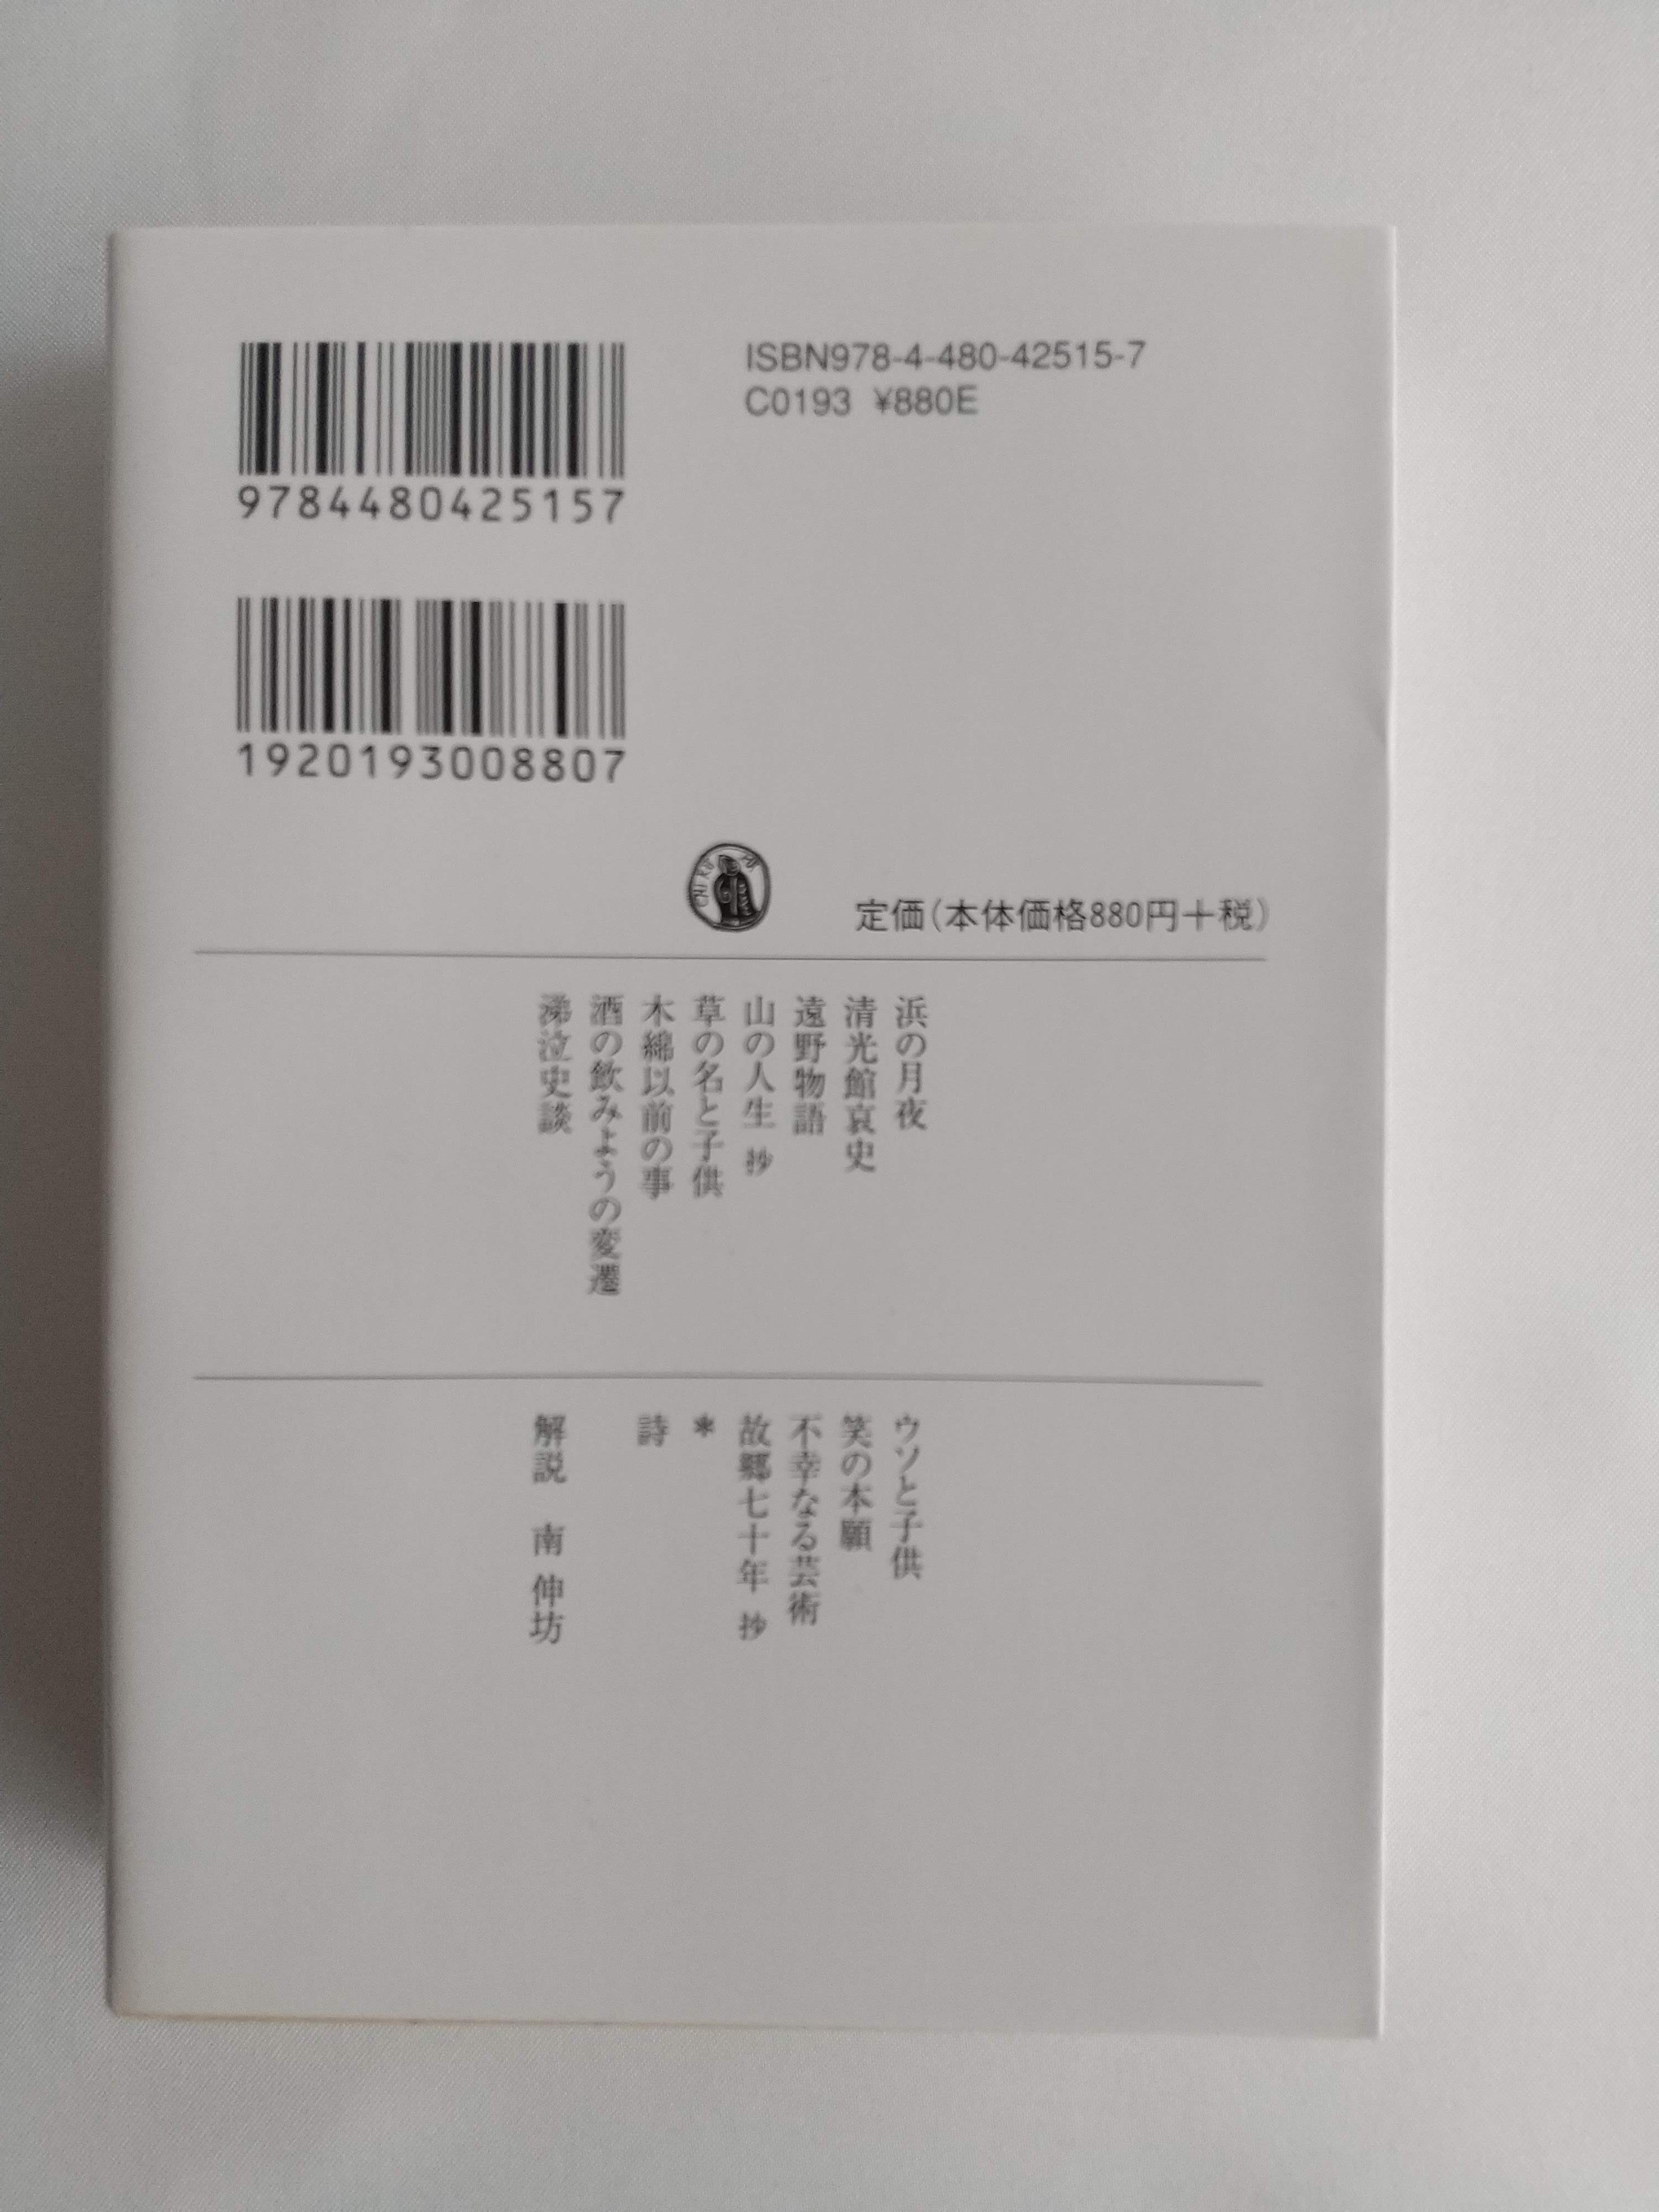 ISBN978-4-480-42515-7
C0193 ¥880E
9784480425157
1920193008807
CHIKUMA
定価(本体価格880円+税)
浜の月夜
清光館哀史
遠野物語
山の人生 抄
草の名と子供
木綿以前の事
酒の飲みようの変遷
涕泣史談
ウソと子供
笑の本願
不幸なる芸術
故郷七十年 抄
*
詩
解説 南伸坊